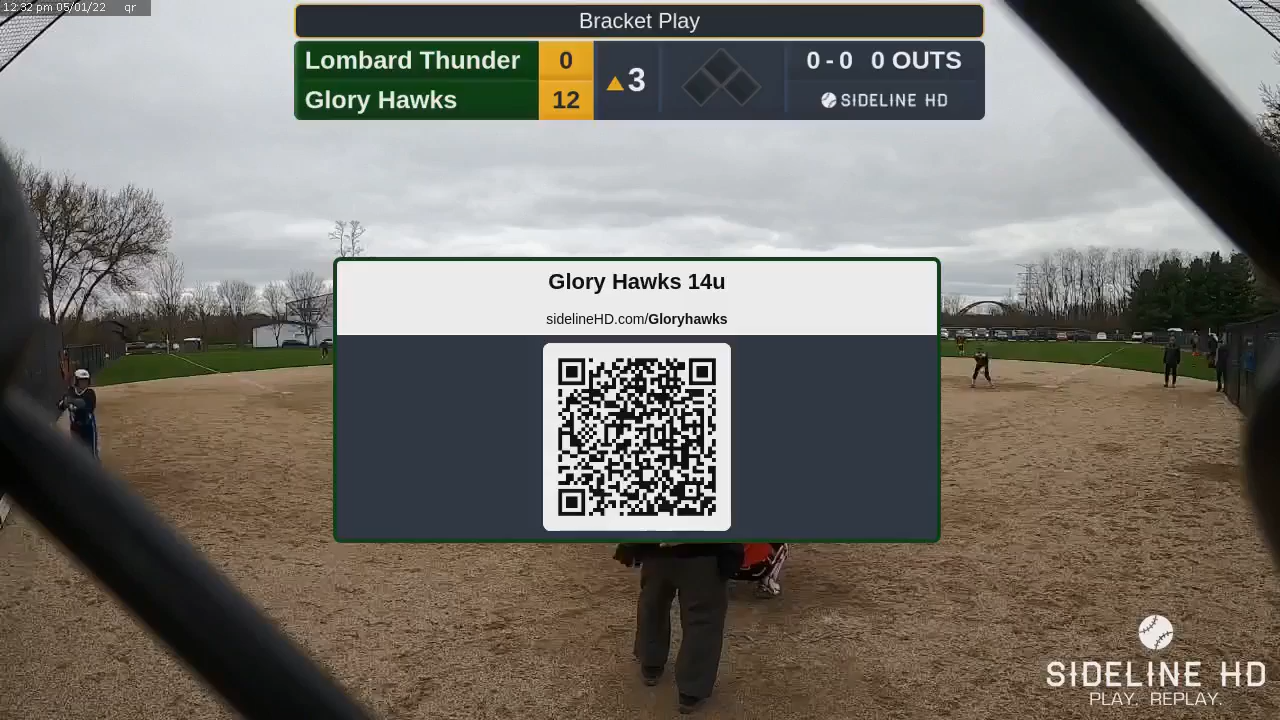 12:32 pm 05/01/22 qr
Bracket Play
Lombard Thunder 0
Glory Hawks 12
3
0 - 0 0 OUTS
SIDELINE HD
Glory Hawks 14u
sidelineHD.com/Gloryhawks
SIDELINE HD
PLAY. REPLAY.